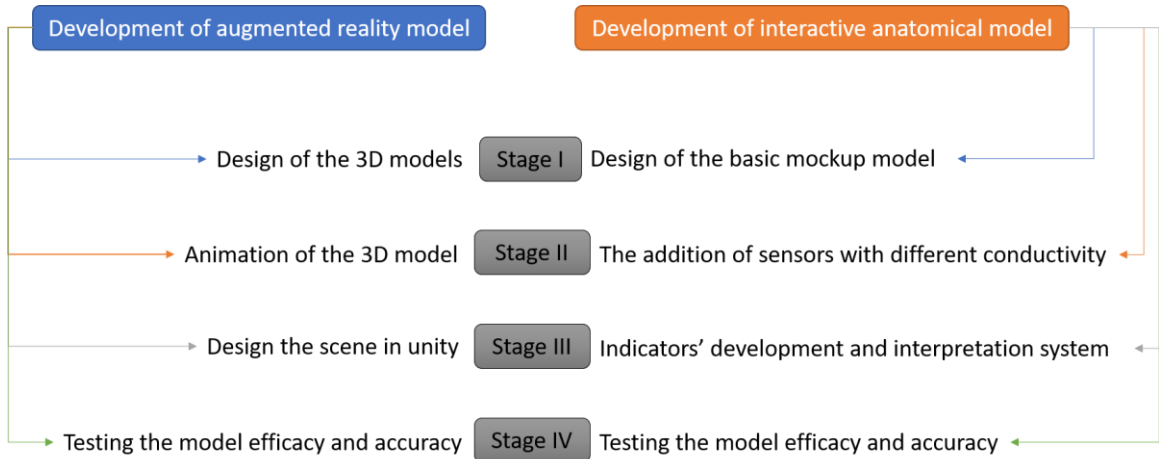 Development of augmented reality model
Development of interactive anatomical model
Design of the 3D models
Stage I
Design of the basic mockup model
Animation of the 3D model
Stage II
The addition of sensors with different conductivity
Design the scene in unity
Stage III
Indicators’ development and interpretation system
Testing the model efficacy and accuracy
Stage IV
Testing the model efficacy and accuracy